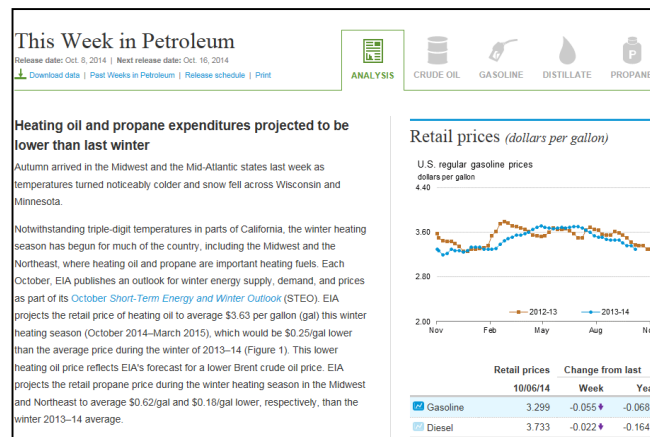 This Week in Petroleum
Release date: Oct. 8, 2014 | Next release date: Oct. 16, 2014
Download data | Past Weeks in Petroleum | Release schedule | Print
ANALYSIS
CRUDE OIL
GASOLINE
DISTILLATE
P
PROPANE
Heating oil and propane expenditures projected to be
lower than last winter
Autumn arrived in the Midwest and the Mid-Atlantic states last week as
temperatures turned noticeably colder and snow fell across Wisconsin and
Minnesota.
Notwithstanding triple-digit temperatures in parts of California, the winter heating
season has begun for much of the country, including the Midwest and the
Northeast, where heating oil and propane are important heating fuels. Each
October, EIA publishes an outlook for winter energy supply, demand, and prices
as part of its October Short-Term Energy and Winter Outlook (STEO). EIA
projects the retail price of heating oil to average $3.63 per gallon (gal) this winter
heating season (October 2014–March 2015), which would be $0.25/gal lower
than the average price during the winter of 2013–14 (Figure 1). This lower
heating oil price reflects EIA's forecast for a lower Brent crude oil price. EIA
projects the retail propane price during the winter heating season in the Midwest
and Northeast to average $0.62/gal and $0.18/gal lower, respectively, than the
winter 2013–14 average.
Retail prices (dollars per gallon)
U.S. regular gasoline prices
dollars per gallon
4.40
3.60
2.80
2.00
2012-13
2013-14
Nov Feb May Aug
Retail prices Change from last
10/06/14 Week
Gasoline 3.299 -0.055 -0.068
Diesel 3.733 -0.022 -0.164